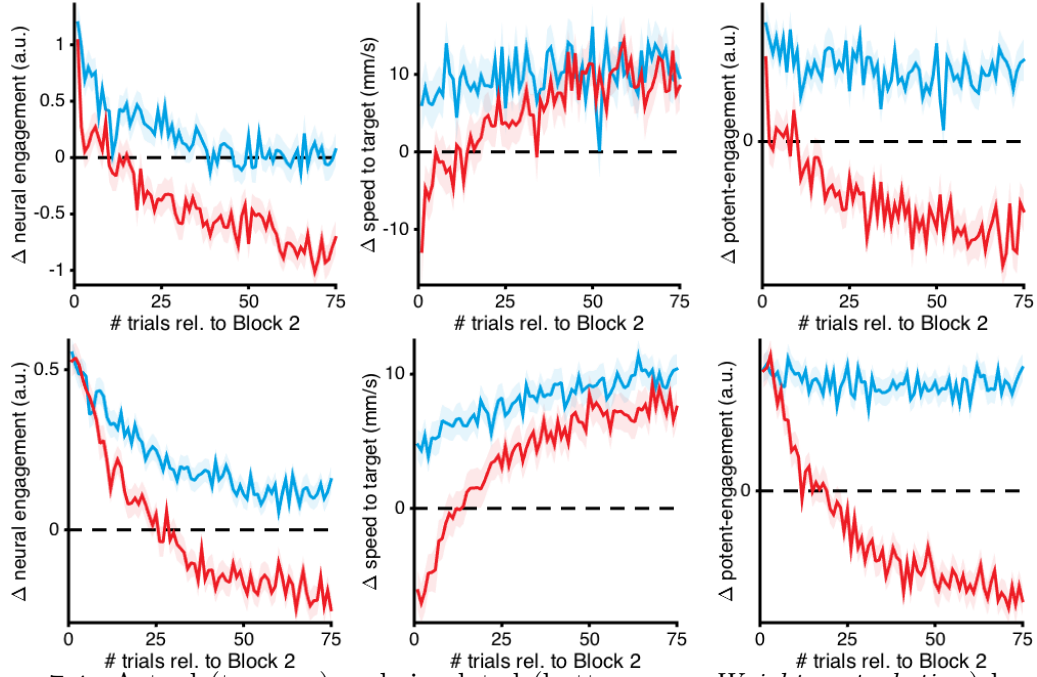 Δ neural engagement (a.u.)
1
0.5
0
-0.5
-1
0 25 50 75
# trials rel. to Block 2
Δ speed to target (mm/s)
10
0
-10
0 25 50 75
# trials rel. to Block 2
Δ potent-engagement (a.u.)
0
0 25 50 75
# trials rel. to Block 2
Δ neural engagement (a.u.)
0.5
0
0 25 50 75
# trials rel. to Block 2
Δ speed to target (mm/s)
10
0
0 25 50 75
# trials rel. to Block 2
Δ potent-engagement (a.u.)
0
0 25 50 75
# trials rel. to Block 2